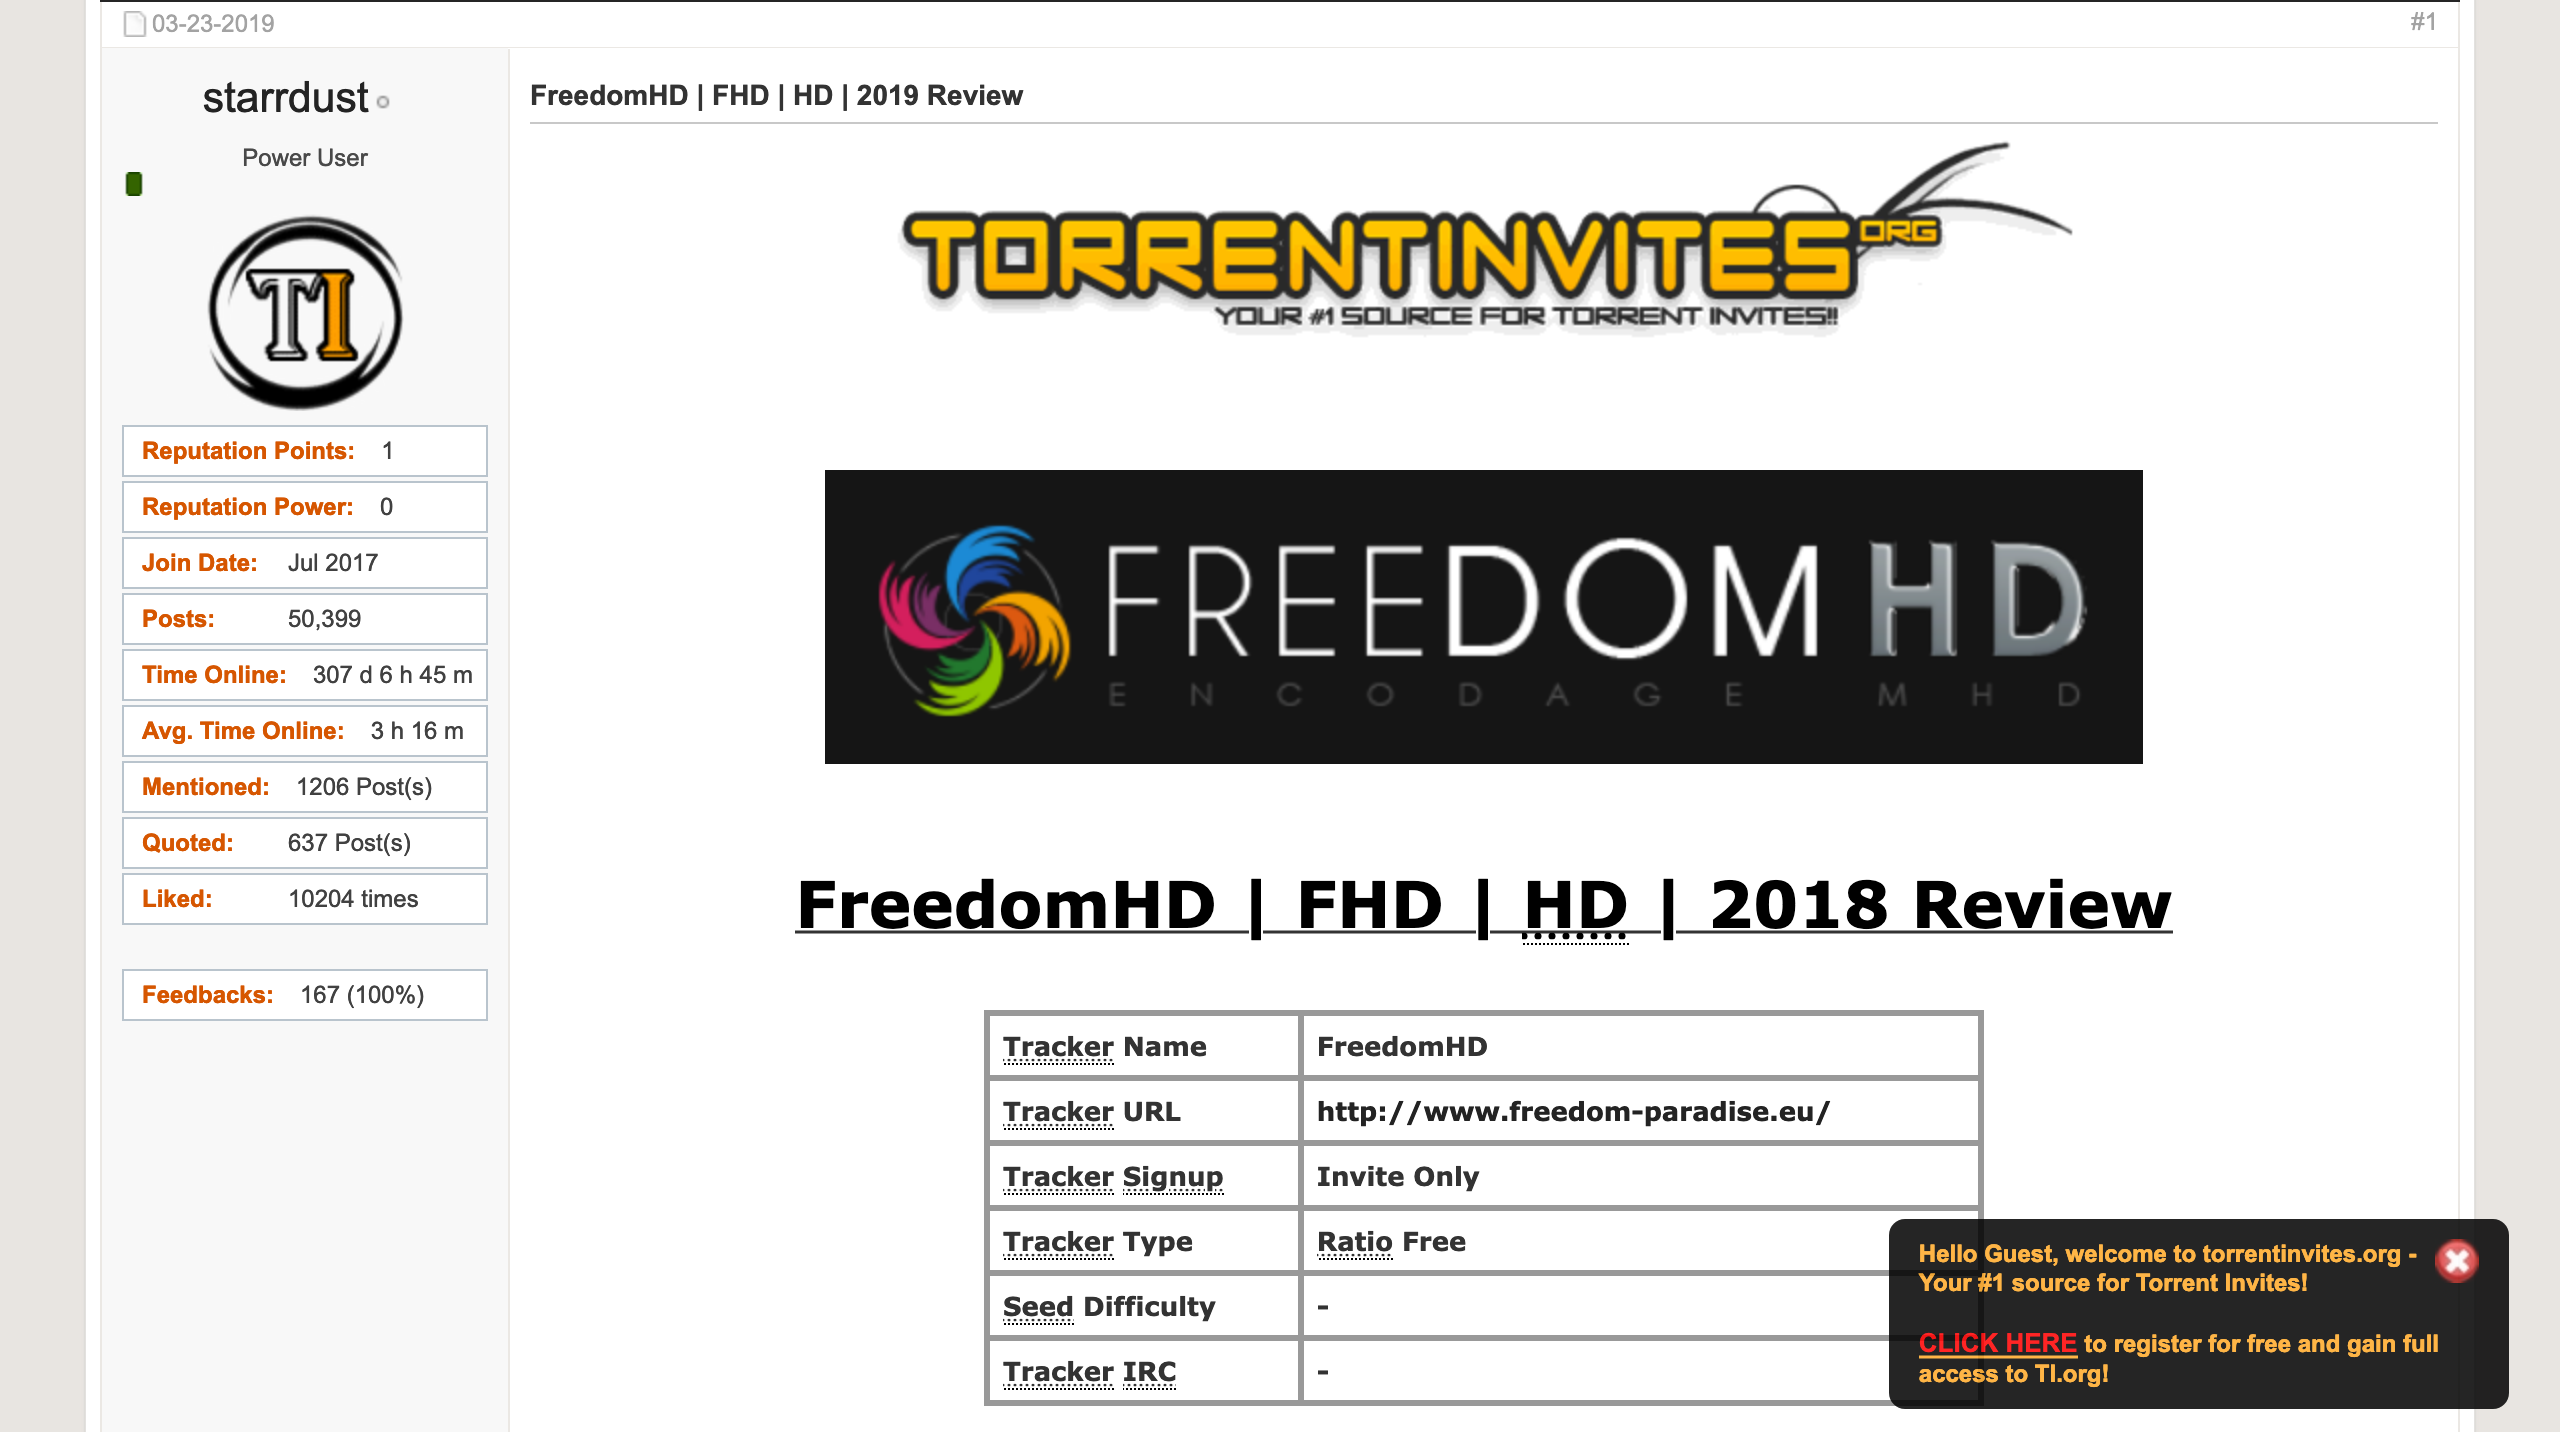 03-23-2019
#1
starrdust
Power User
TI
Reputation Points: 1
Reputation Power: 0
Join Date: Jul 2017
Posts: 50,399
Time Online: 307 d 6 h 45 m
Avg. Time Online: 3 h 16 m
Mentioned: 1206 Post(s)
Quoted: 637 Post(s)
Liked: 10204 times
Feedbacks: 167 (100%)
FreedomHD | FHD | HD | 2019 Review
TORRENTINVITES ORG
YOUR #1 SOURCE FOR TORRENT INVITES!!
FREEDOM HD
ENCODAGE MHD
FreedomHD | FHD | HD | 2018 Review
Tracker Name FreedomHD
Tracker URL http://www.freedom-paradise.eu/
Tracker Signup Invite Only
Tracker Type Ratio Free
Seed Difficulty -
Tracker IRC -
Hello Guest, welcome to torrentinvites.org -
Your #1 source for Torrent Invites!
CLICK HERE to register for free and gain full
access to TI.org!